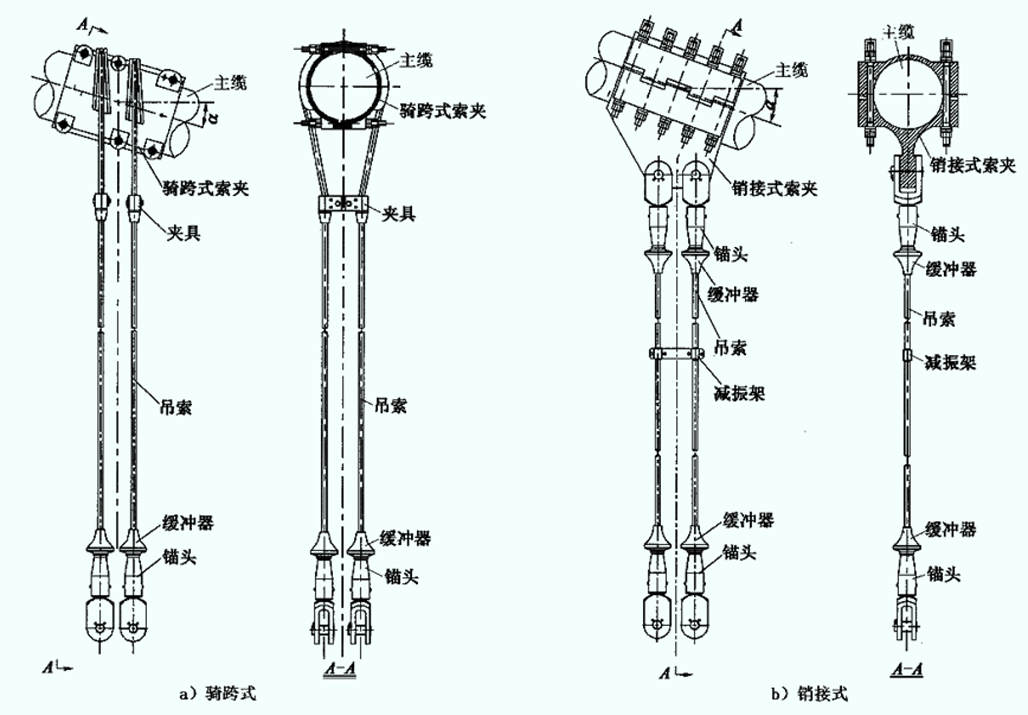 A
主缆
α
骑跨式索夹
夹具
吊索
缓冲器
锚头
A
主缆
骑跨式索夹
夹具
吊索
缓冲器
锚头
A-A
a）骑跨式
A
主缆
α
销接式索夹
锚头
缓冲器
吊索
减振架
缓冲器
锚头
A
主缆
销接式索夹
锚头
缓冲器
吊索
减振架
缓冲器
锚头
A-A
b）销接式